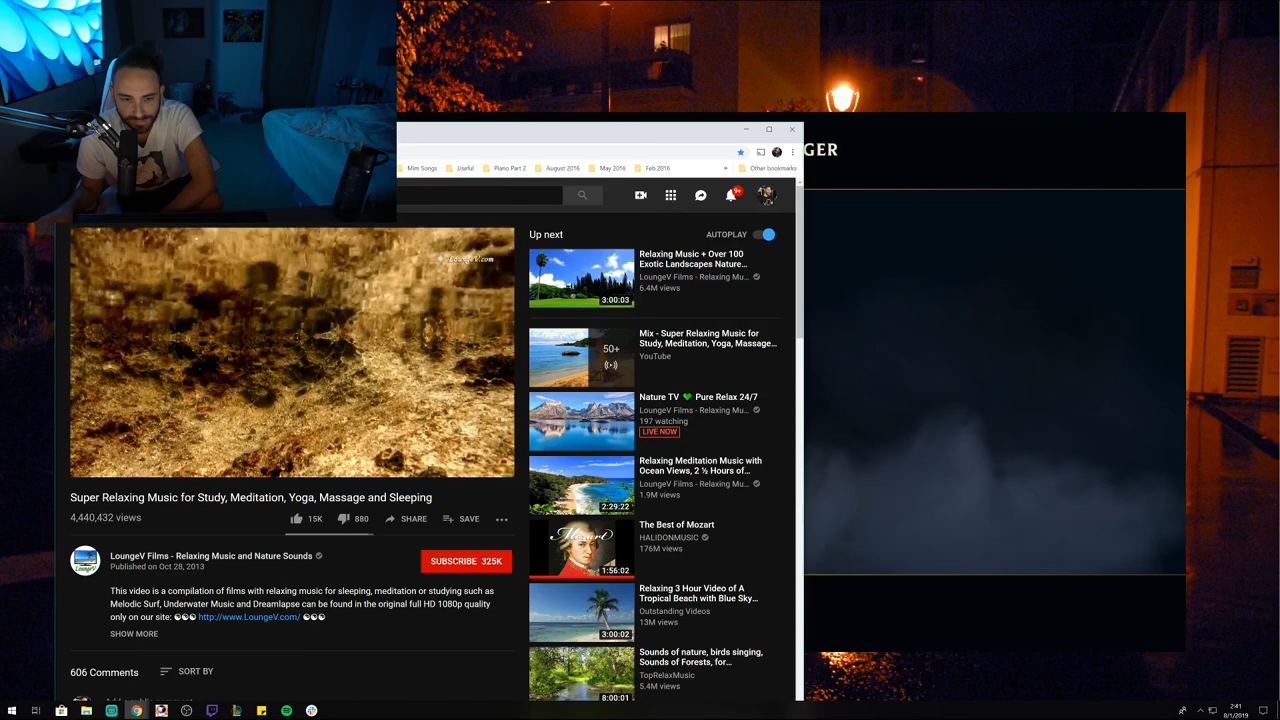 GER
Mlm Songs
Useful
Piano Part 2
August 2016
May 2016
Feb 2016
»
Other bookmarks
9+
LoungeV.com
Super Relaxing Music for Study, Meditation, Yoga, Massage and Sleeping
4,440,432 views
15K
880
SHARE
SAVE
LoungeV Films - Relaxing Music and Nature Sounds
Published on Oct 28, 2013
SUBSCRIBE 325K
This video is a compilation of films with relaxing music for sleeping, meditation or studying such as
Melodic Surf, Underwater Music and Dreamlapse can be found in the original full HD 1080p quality
only on our site: ☯☯☯ http://www.LoungeV.com/ ☯☯☯
SHOW MORE
606 Comments
SORT BY
Up next
AUTOPLAY
Relaxing Music + Over 100
Exotic Landscapes Nature…
LoungeV Films - Relaxing Mu…
6.4M views
3:00:03
Mix - Super Relaxing Music for
Study, Meditation, Yoga, Massage…
YouTube
50+
Nature TV 💚 Pure Relax 24/7
LoungeV Films - Relaxing Mu…
197 watching
LIVE NOW
Relaxing Meditation Music with
Ocean Views, 2 ½ Hours of…
LoungeV Films - Relaxing Mu…
1.9M views
2:29:22
The Best of Mozart
HALIDONMUSIC
176M views
Mozart
1:56:02
Relaxing 3 Hour Video of A
Tropical Beach with Blue Sky…
Outstanding Videos
13M views
3:00:02
Sounds of nature, birds singing,
Sounds of Forests, for…
TopRelaxMusic
5.4M views
8:00:01
2:41
8/1/2019